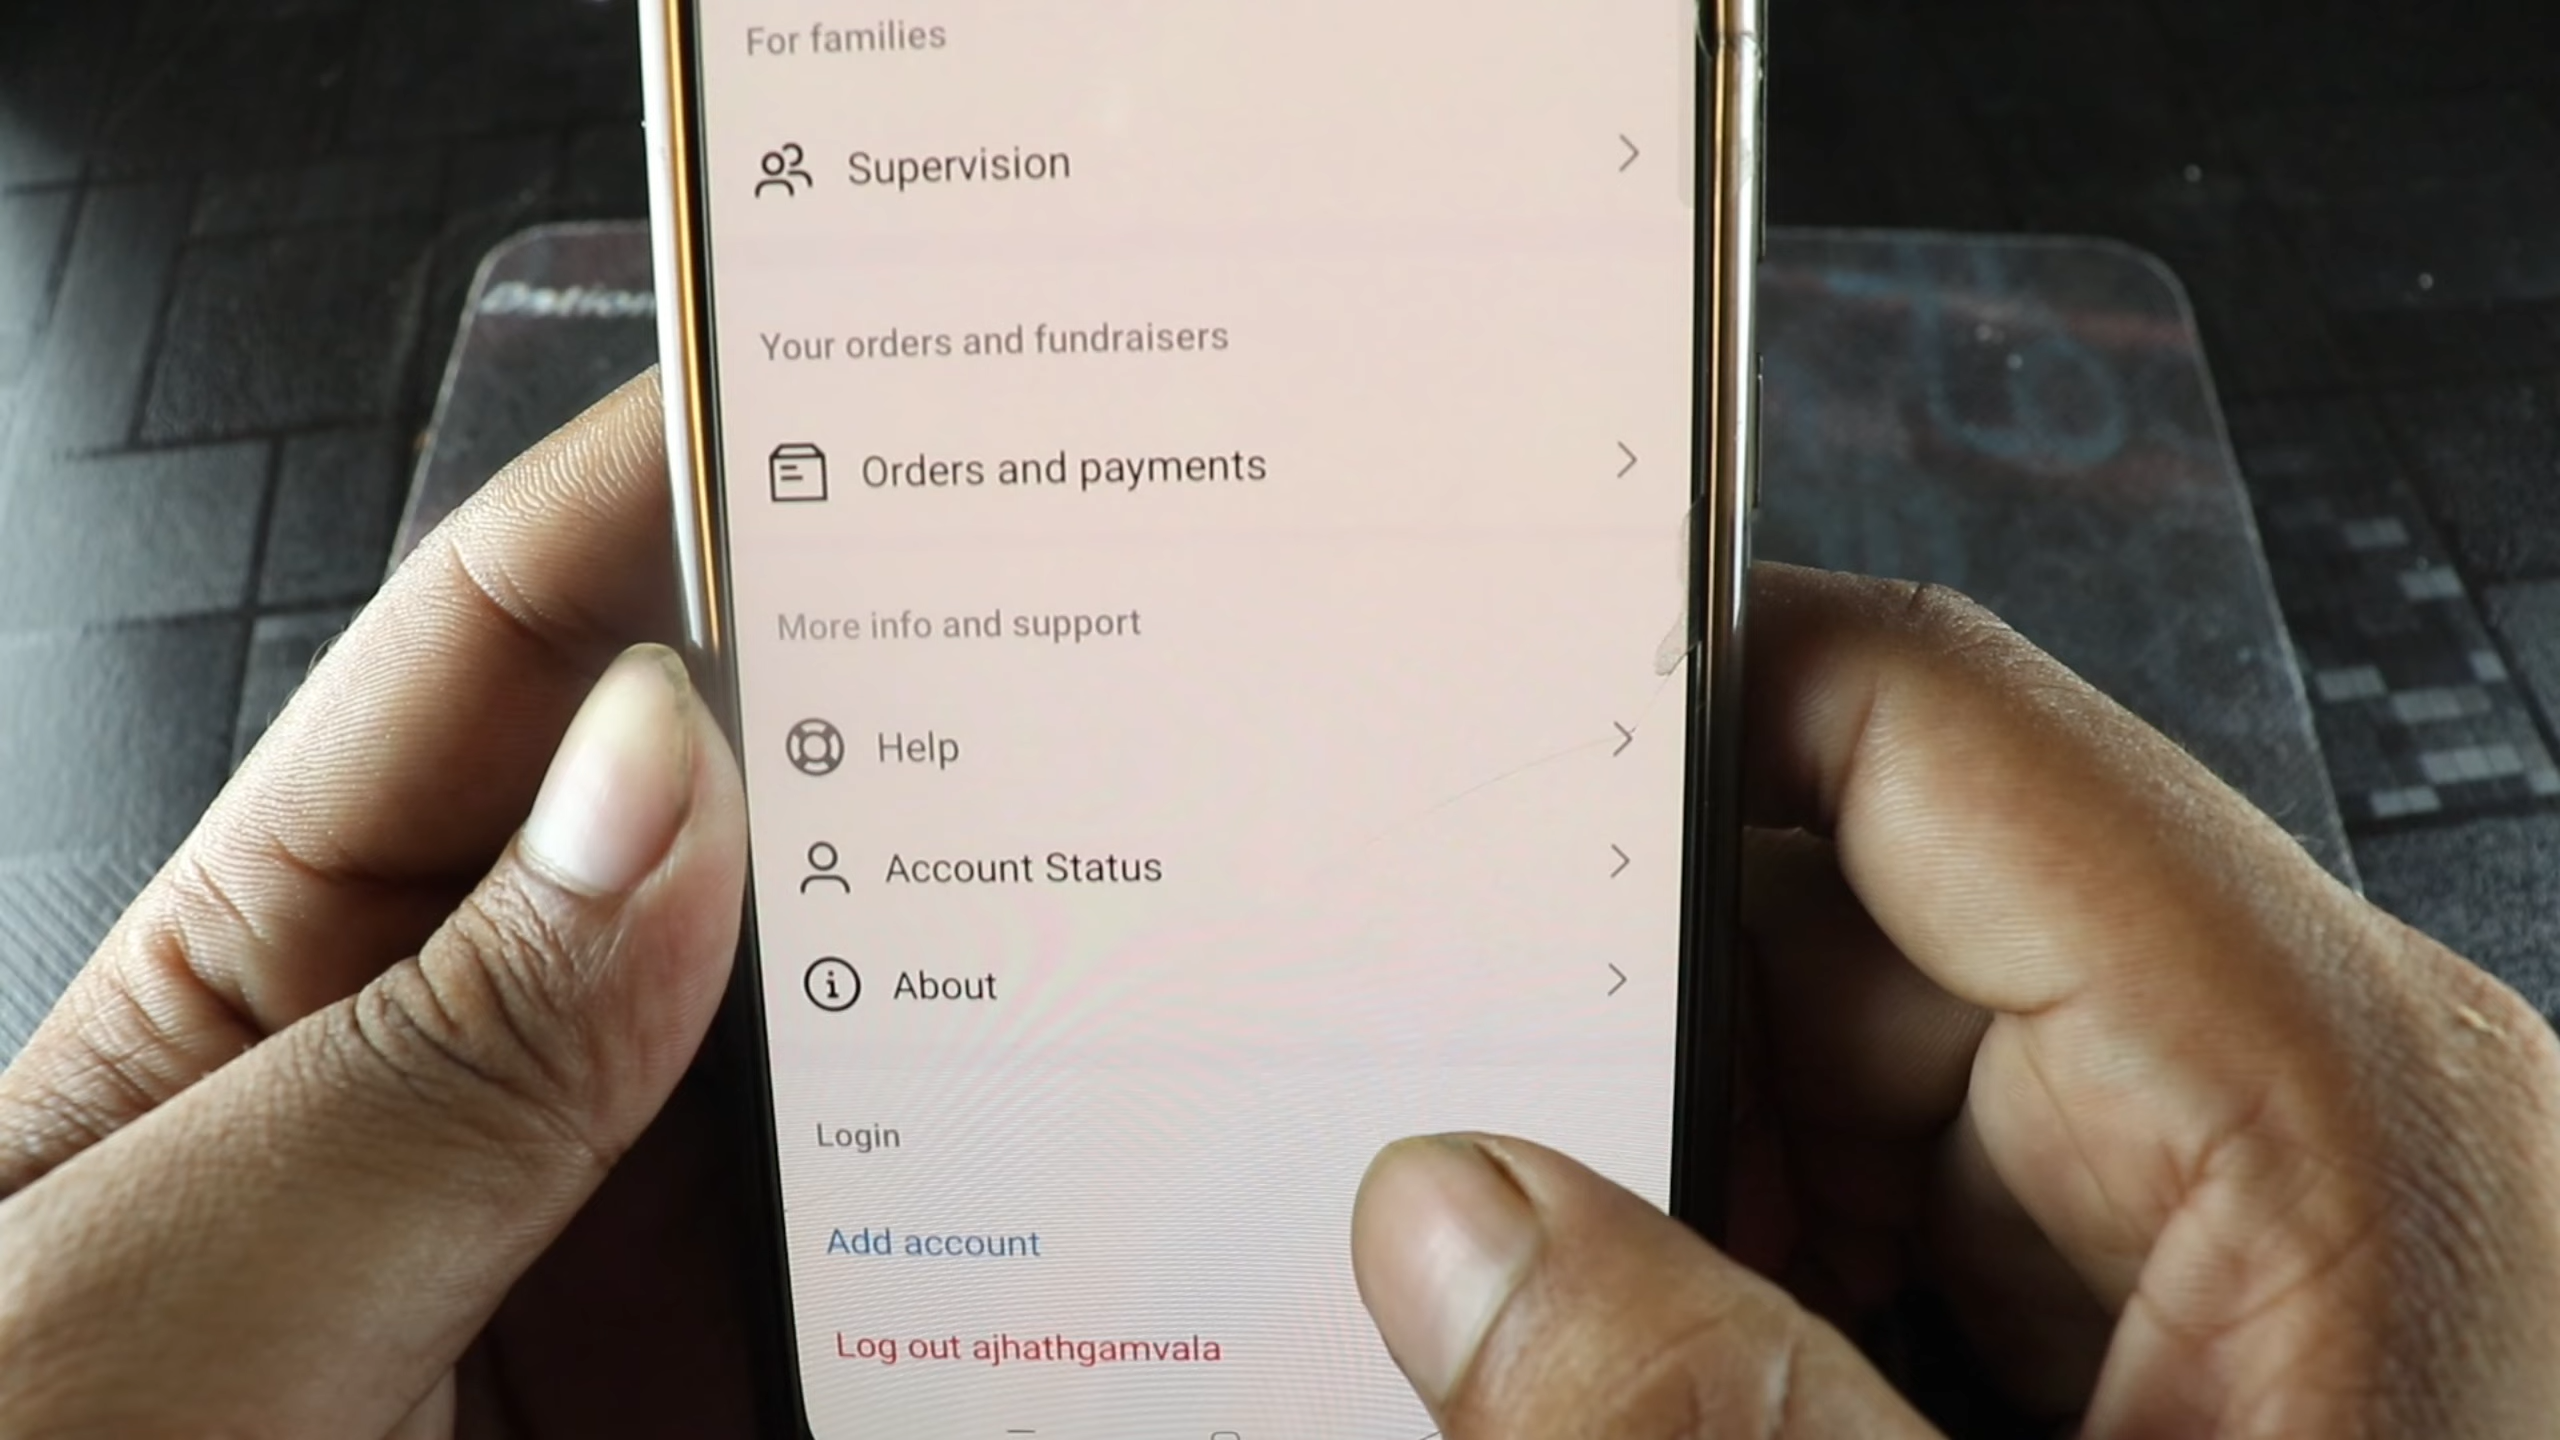 For families
Supervision
Your orders and fundraisers
Orders and payments
More info and support
Help
Account Status
About
Login
Add account
Log out ajhathgamvala